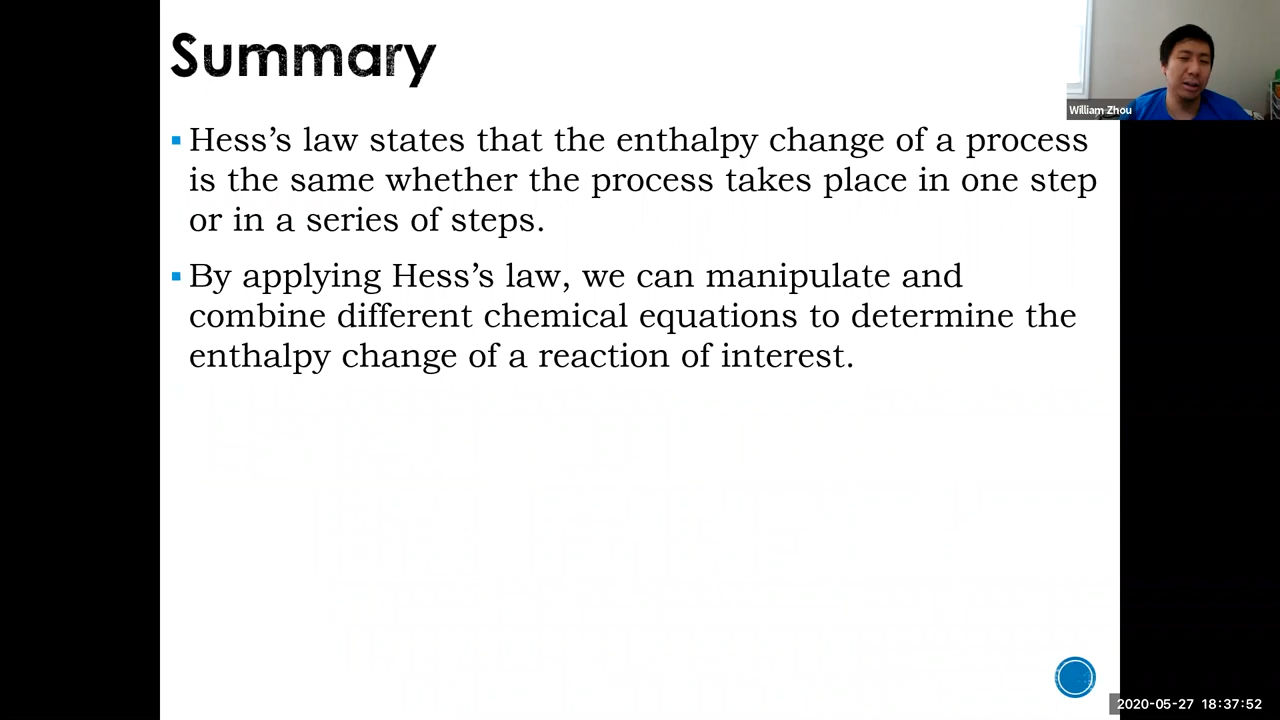 Summary
William Zhou
▪ Hess’s law states that the enthalpy change of a process
is the same whether the process takes place in one step
or in a series of steps.
▪ By applying Hess’s law, we can manipulate and
combine different chemical equations to determine the
enthalpy change of a reaction of interest.
2020-05-27 18:37:52